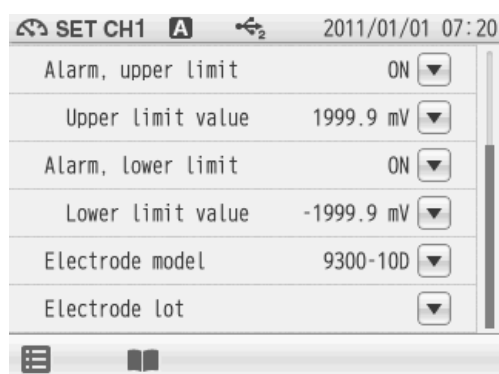 SET CH1 A 2 2011/01/01 07:20
Alarm, upper limit ON
Upper limit value 1999.9 mV
Alarm, lower limit ON
Lower limit value -1999.9 mV
Electrode model 9300-10D
Electrode lot